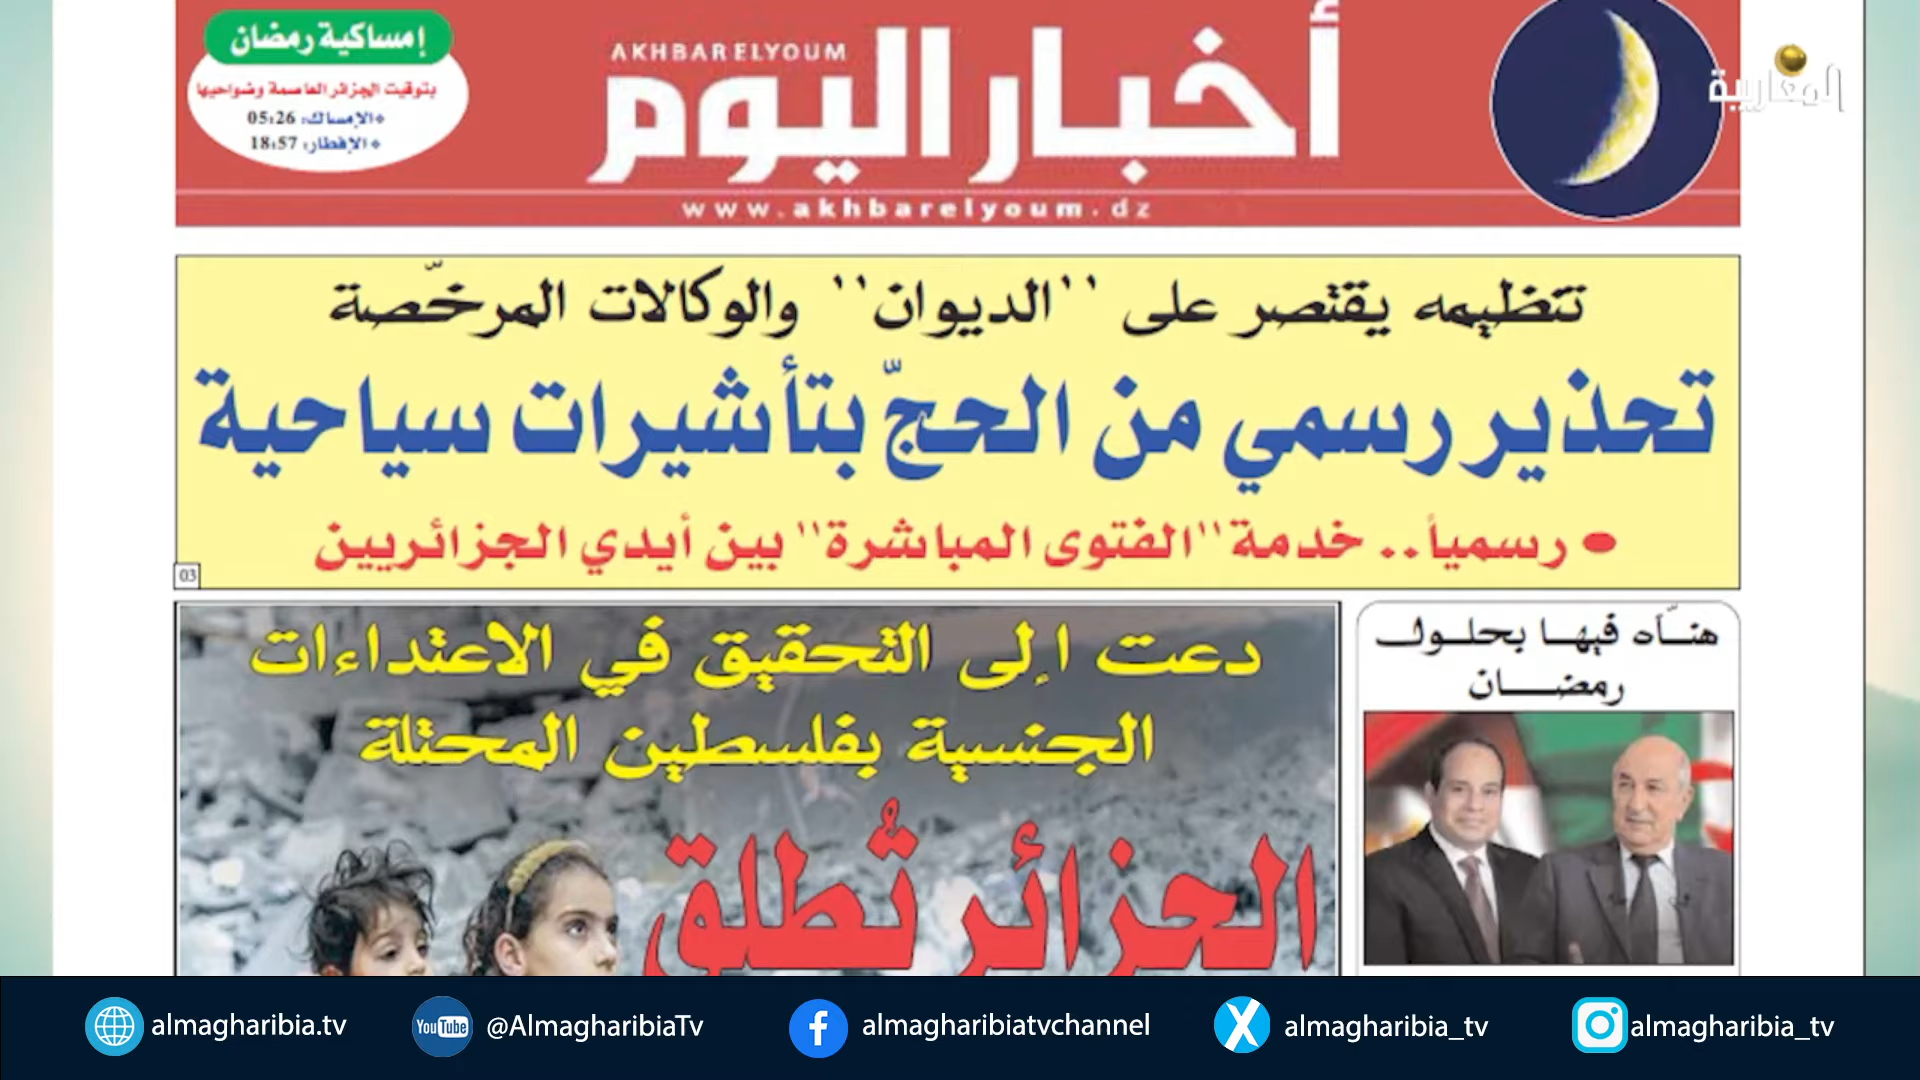 إمساكية رمضان
بتوقيت الجزائر العاصمة وضواحيها
الإمساك: 05:26
الإفطار: 18:57
AKHBARELYOUM
أخبار اليوم
www.akhbarelyoum.dz
المغاربية
تنظيمه يقتصر على ''الديوان'' والوكالات المرخّصة
تحذير رسمي من الحجّ بتأشيرات سياحية
• رسمياً.. خدمة ''الفتوى المباشرة'' بين أيدي الجزائريين
03
دعت إلى التحقيق في الاعتداءات
الجنسية بفلسطين المحتلة
الجزائر تُطلق
هنّأه فيها بحلول
رمضان
almagharibia.tv
YouTube @AlmagharibiaTv
almagharibiatvchannel
almagharibia_tv
almagharibia_tv